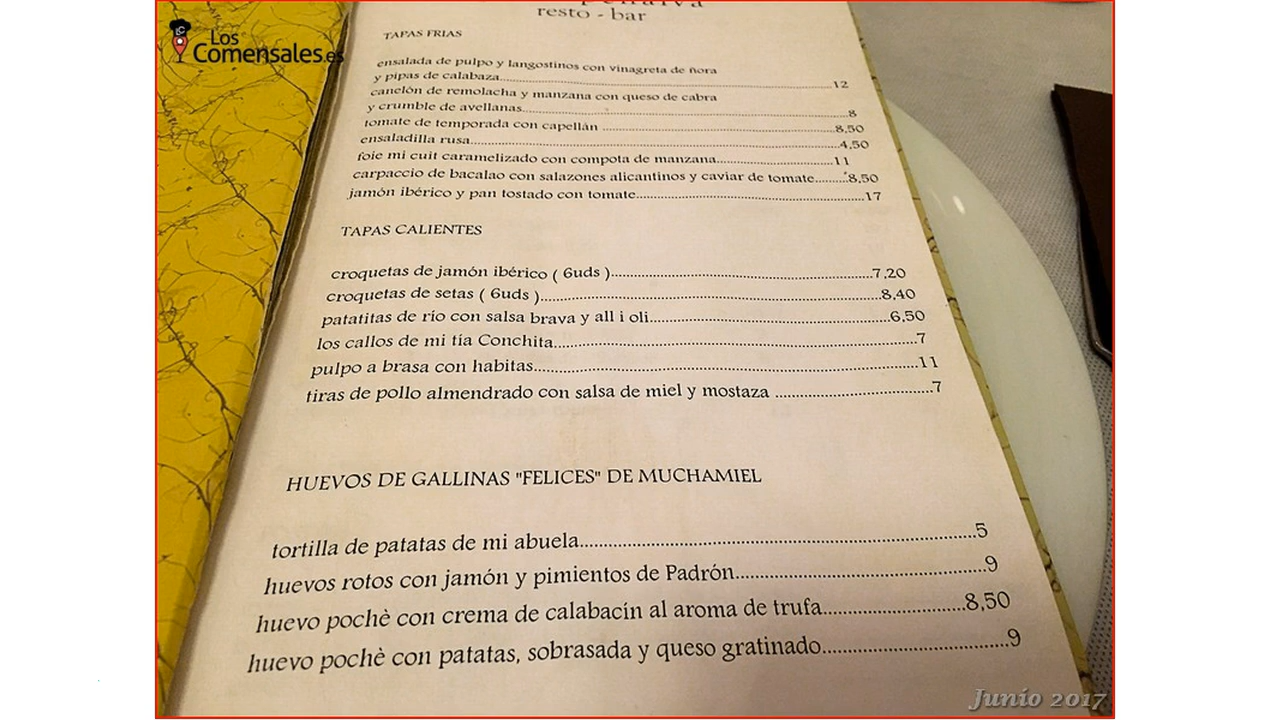 Los
Comensales.es
resto - bar
TAPAS FRIAS
ensalada de pulpo y langostinos con vinagreta de ñora
y pipas de calabaza 12
canelón de remolacha y manzana con queso de cabra
y crumble de avellanas 8
tomate de temporada con capellán 8,50
ensaladilla rusa 4,50
foie mi cuit caramelizado con compota de manzana 11
carpaccio de bacalao con salazones alicantinos y caviar de tomate 8,50
jamón ibérico y pan tostado con tomate 17
TAPAS CALIENTES
croquetas de jamón ibérico ( 6uds ) 7,20
croquetas de setas ( 6uds ) 8,40
patatitas de río con salsa brava y all i oli 6,50
los callos de mi tía Conchita 7
pulpo a brasa con habitas 11
tiras de pollo almendrado con salsa de miel y mostaza 7
HUEVOS DE GALLINAS "FELICES" DE MUCHAMIEL
tortilla de patatas de mi abuela 5
huevos rotos con jamón y pimientos de Padrón 9
huevo pochè con crema de calabacín al aroma de trufa 8,50
huevo pochè con patatas, sobrasada y queso gratinado 9
Junio 2017